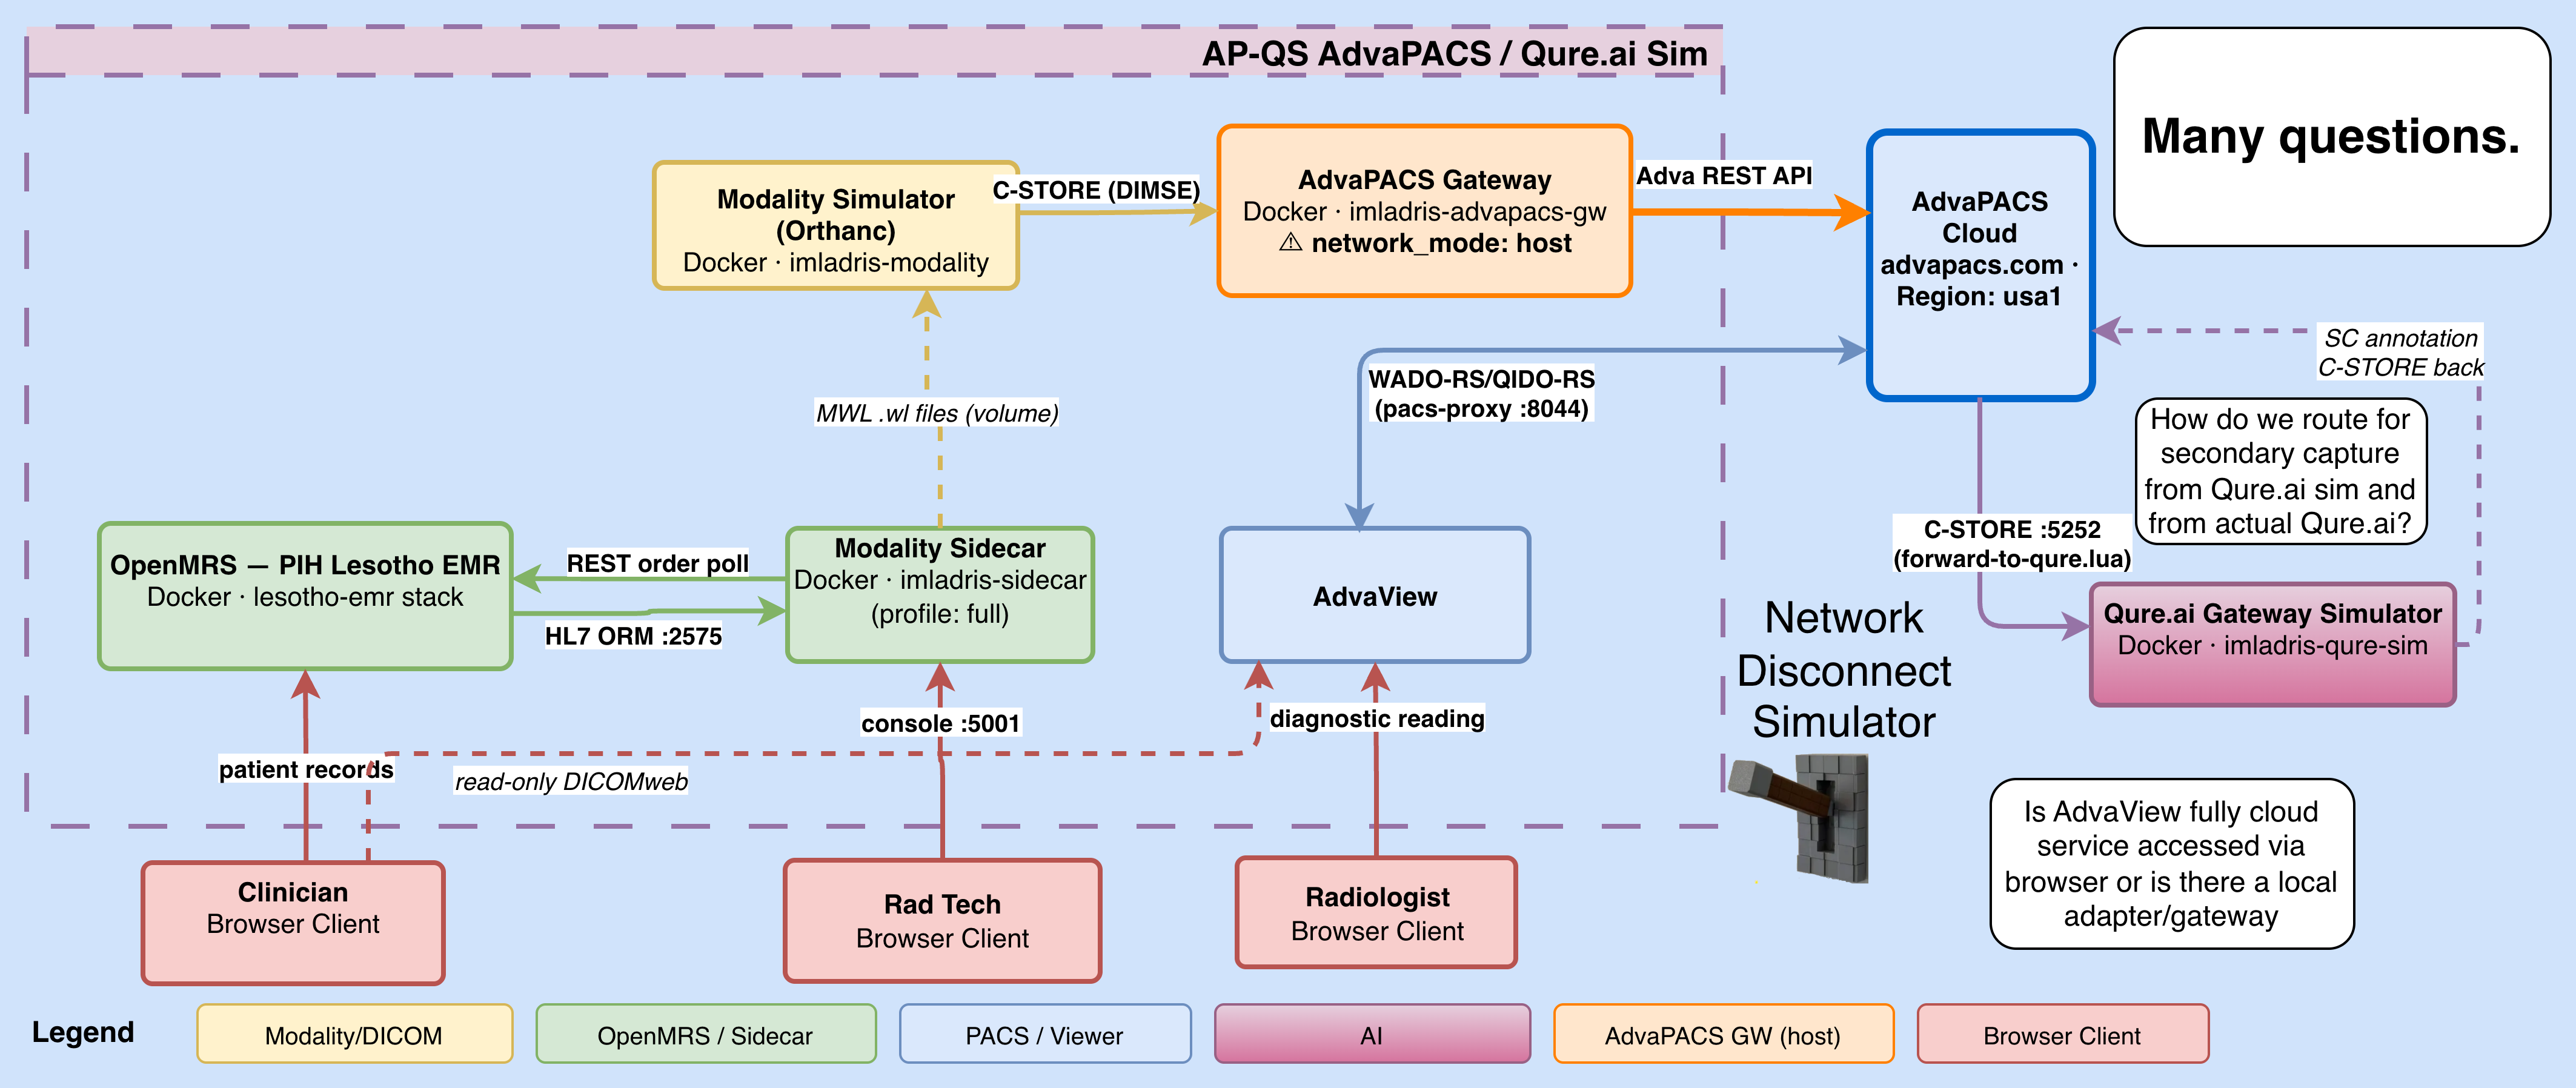 AP-QS AdvaPACS / Qure.ai Sim
Many questions.
Modality Simulator
(Orthanc)
Docker · imladris-modality
C-STORE (DIMSE)
AdvaPACS Gateway
Docker · imladris-advapacs-gw
⚠ network_mode: host
Adva REST API
AdvaPACS
Cloud
advapacs.com ·
Region: usa1
SC annotation
C-STORE back
WADO-RS/QIDO-RS
(pacs-proxy :8044)
MWL .wl files (volume)
How do we route for
secondary capture
from Qure.ai sim and
from actual Qure.ai?
C-STORE :5252
(forward-to-qure.lua)
OpenMRS — PIH Lesotho EMR
Docker · lesotho-emr stack
REST order poll
HL7 ORM :2575
Modality Sidecar
Docker · imladris-sidecar
(profile: full)
AdvaView
Network
Disconnect
Simulator
Qure.ai Gateway Simulator
Docker · imladris-qure-sim
patient records
read-only DICOMweb
console :5001
diagnostic reading
Is AdvaView fully cloud
service accessed via
browser or is there a local
adapter/gateway
Clinician
Browser Client
Rad Tech
Browser Client
Radiologist
Browser Client
Legend
Modality/DICOM
OpenMRS / Sidecar
PACS / Viewer
AI
AdvaPACS GW (host)
Browser Client